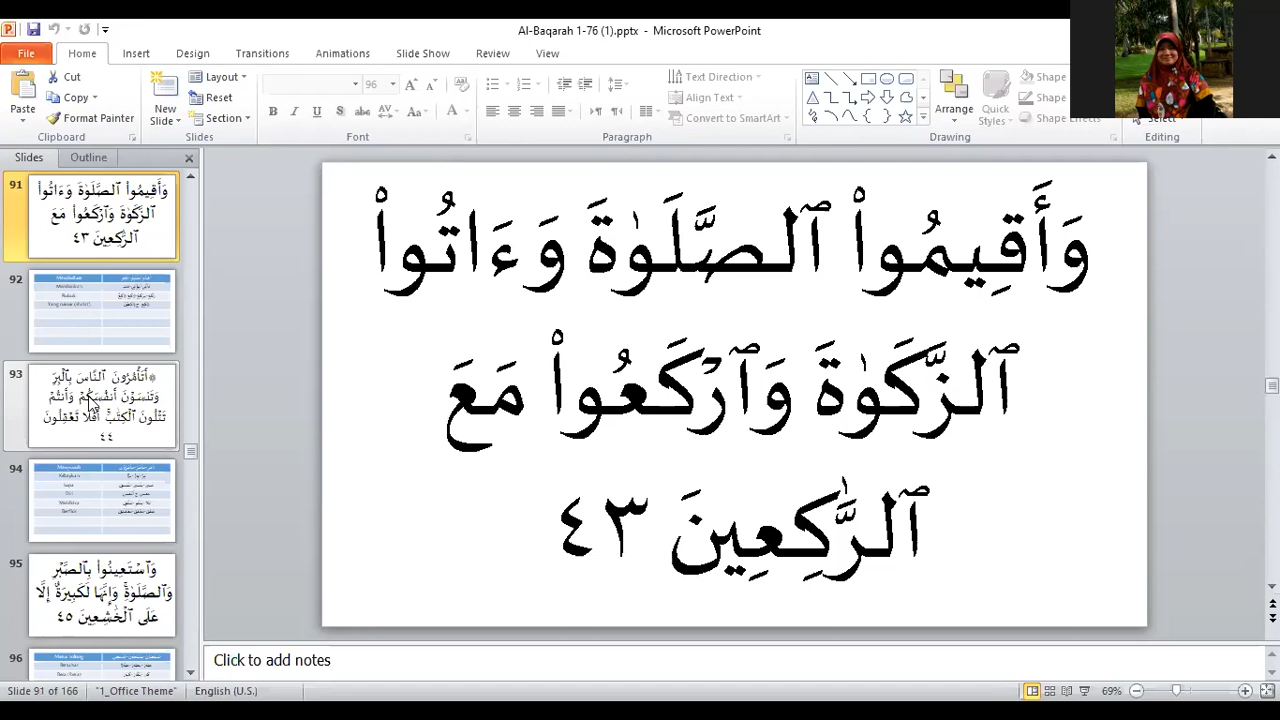 Al-Baqarah 1-76 (1).pptx - Microsoft PowerPoint
File Home Insert Design Transitions Animations Slide Show Review View
Paste
Cut
Copy
Format Painter
Clipboard
New Slide
Layout
Reset
Section
Slides
96
Font
Text Direction
Align Text
Convert to SmartArt
Paragraph
Arrange
Quick Styles
Shape
Shape
Shape Effects
Drawing
Select
Editing
Slides Outline
91
وَأَقِيمُوا۟ ٱلصَّلَوٰةَ وَءَاتُوا۟
ٱلزَّكَوٰةَ وَٱرْكَعُوا۟ مَعَ
ٱلرَّٰكِعِينَ ٤٣
92
93
۞ أَتَأْمُرُونَ ٱلنَّاسَ بِٱلْبِرِّ
وَتَنسَوْنَ أَنفُسَكُمْ وَأَنتُمْ
تَتْلُونَ ٱلْكِتَٰبَ ۚ أَفَلَا تَعْقِلُونَ
٤٤
94
95
وَٱسْتَعِينُوا۟ بِٱلصَّبْرِ
وَٱلصَّلَوٰةِ ۚ وَإِنَّهَا لَكَبِيرَةٌ إِلَّا
عَلَى ٱلْخَٰشِعِينَ ٤٥
96
وَأَقِيمُوا۟ ٱلصَّلَوٰةَ وَءَاتُوا۟
ٱلزَّكَوٰةَ وَٱرْكَعُوا۟ مَعَ
ٱلرَّٰكِعِينَ ٤٣
Click to add notes
Slide 91 of 166 "1_Office Theme" English (U.S.) 69%